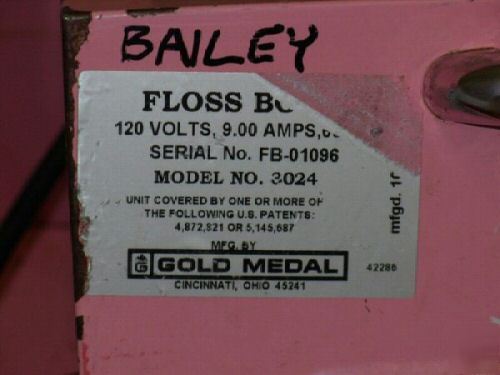 BAILEY
FLOSS BO
120 VOLTS, 9.00 AMPS,
SERIAL No. FB-01096
MODEL NO. 3024
UNIT COVERED BY ONE OR MORE OF
THE FOLLOWING U.S. PATENTS:
4,872,821 OR 5,145,687
MFG. BY
GOLD MEDAL
CINCINNATI, OHIO 45241
42286
mfgd.